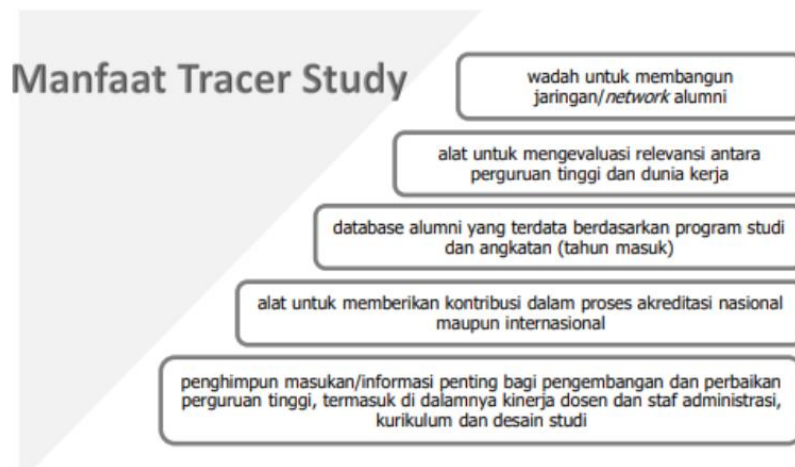 Manfaat Tracer Study
wadah untuk membangun
jaringan/network alumni
alat untuk mengevaluasi relevansi antara
perguruan tinggi dan dunia kerja
database alumni yang terdata berdasarkan program studi
dan angkatan (tahun masuk)
alat untuk memberikan kontribusi dalam proses akreditasi nasional
maupun internasional
penghimpun masukan/informasi penting bagi pengembangan dan perbaikan
perguruan tinggi, termasuk di dalamnya kinerja dosen dan staf administrasi,
kurikulum dan desain studi